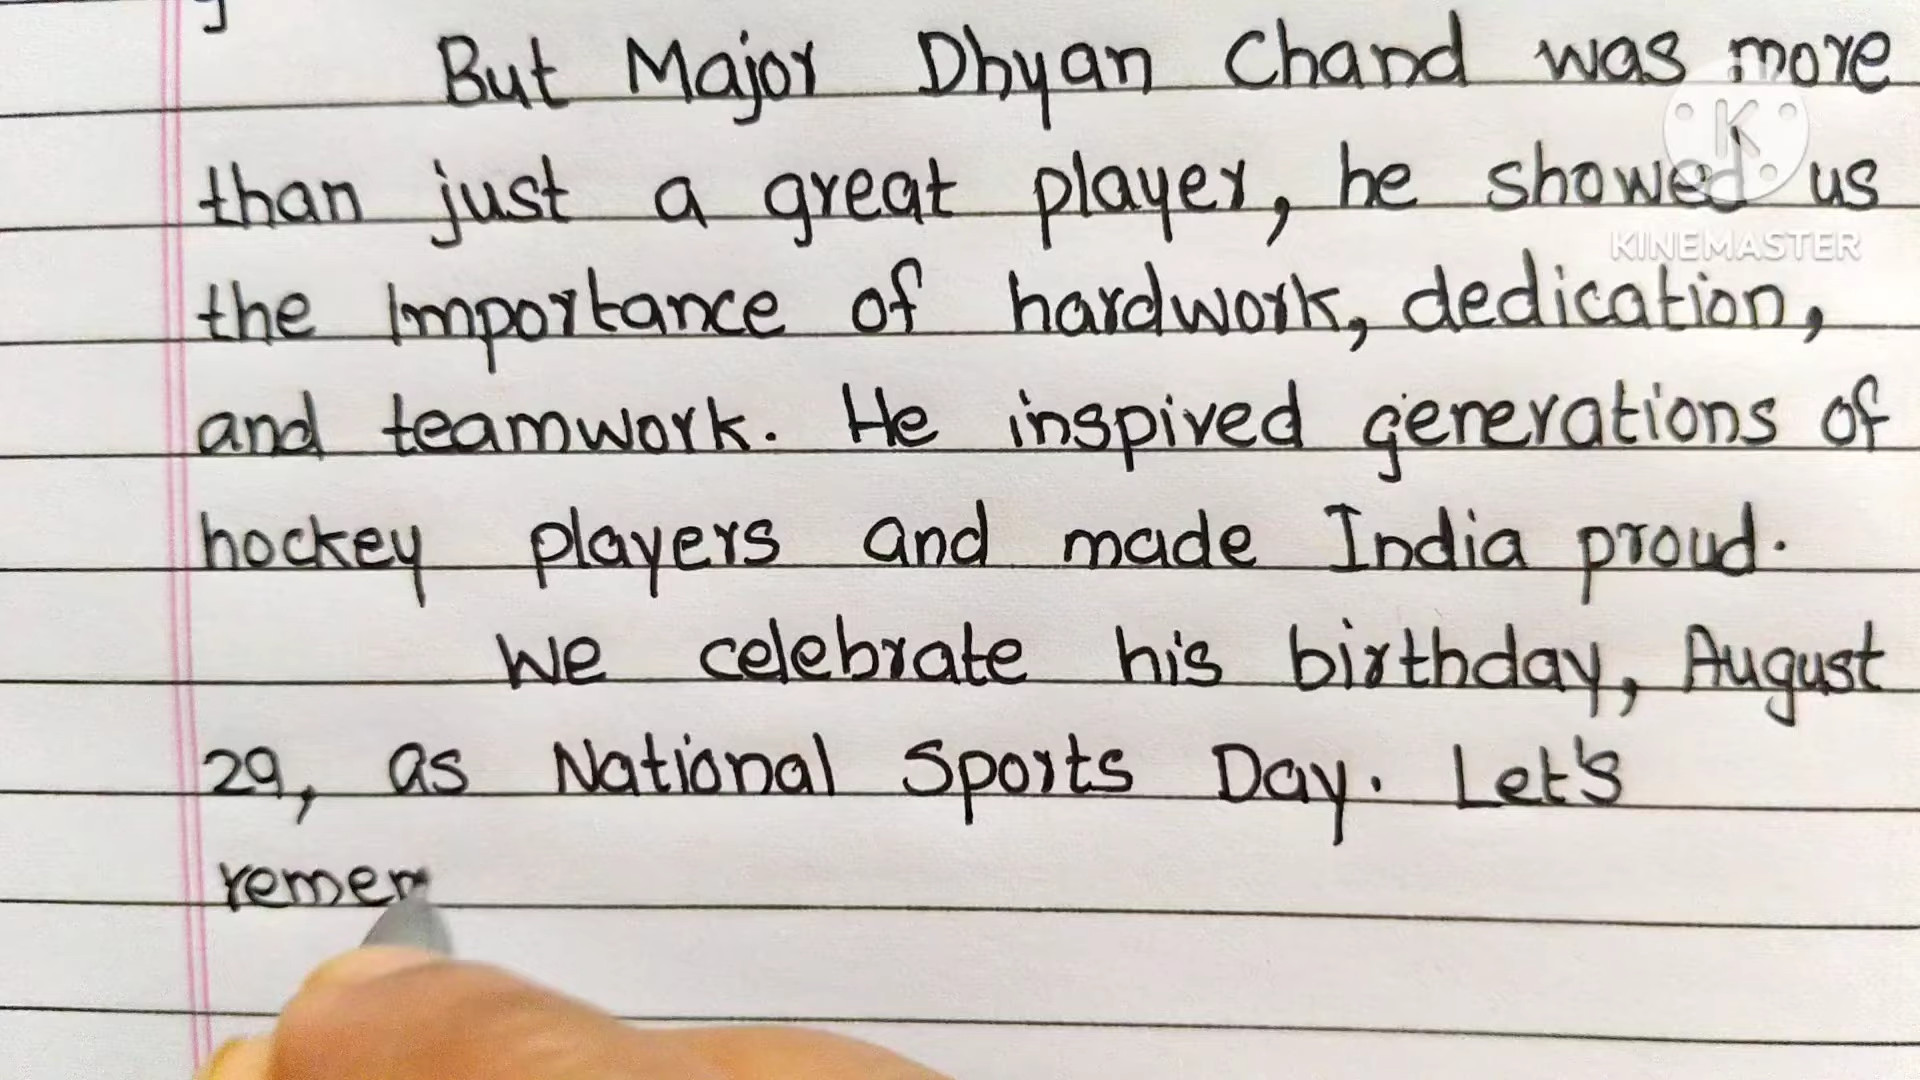 But Major Dhyan Chand was more
than just a great player, he showed us
the Importance of hardwork, dedication,
and teamwork. He inspired generations of
hockey players and made India proud.
We celebrate his birthday, August
29, as National Sports Day. Let's
K
KINEMASTER